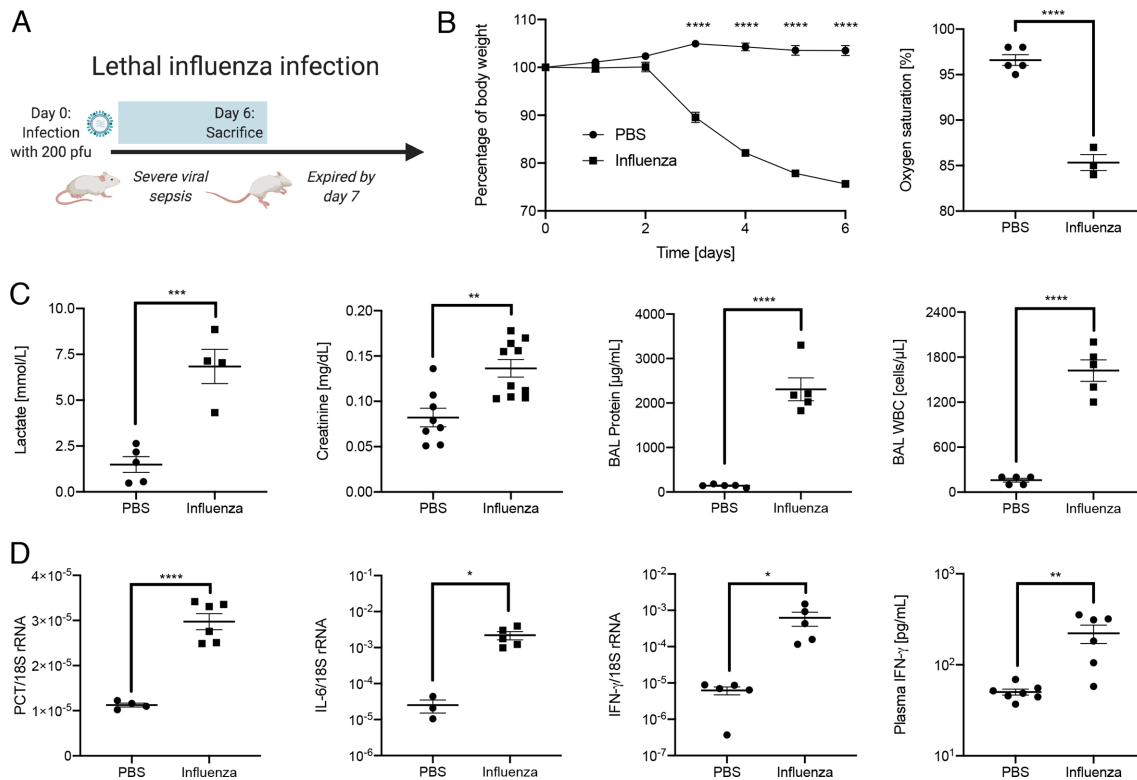 A
Lethal influenza infection
Day 0:
Infection
with 200 pfu
Day 6:
Sacrifice
Severe viral
sepsis
Expired by
day 7
B
Percentage of body weight
110
100
90
80
70
0
2
4
6
Time [days]
PBS
Influenza
****
****
****
****
Oxygen saturation [%]
100
95
90
85
80
****
PBS
Influenza
C
Lactate [mmol/L]
10.0
7.5
5.0
2.5
0.0
***
PBS
Influenza
Creatinine [mg/dL]
0.20
0.15
0.10
0.05
0.00
**
PBS
Influenza
BAL Protein [μg/mL]
4000
3000
2000
1000
0
****
PBS
Influenza
BAL WBC [cells/μL]
2400
1800
1200
600
0
****
PBS
Influenza
D
PCT/18S rRNA
4×10⁻⁵
3×10⁻⁵
2×10⁻⁵
1×10⁻⁵
0
****
PBS
Influenza
IL-6/18S rRNA
10⁻¹
10⁻²
10⁻³
10⁻⁴
10⁻⁵
10⁻⁶
*
PBS
Influenza
IFN-γ/18S rRNA
10⁻²
10⁻³
10⁻⁴
10⁻⁵
10⁻⁶
10⁻⁷
*
PBS
Influenza
Plasma IFN-γ [pg/mL]
10³
10²
10¹
**
PBS
Influenza